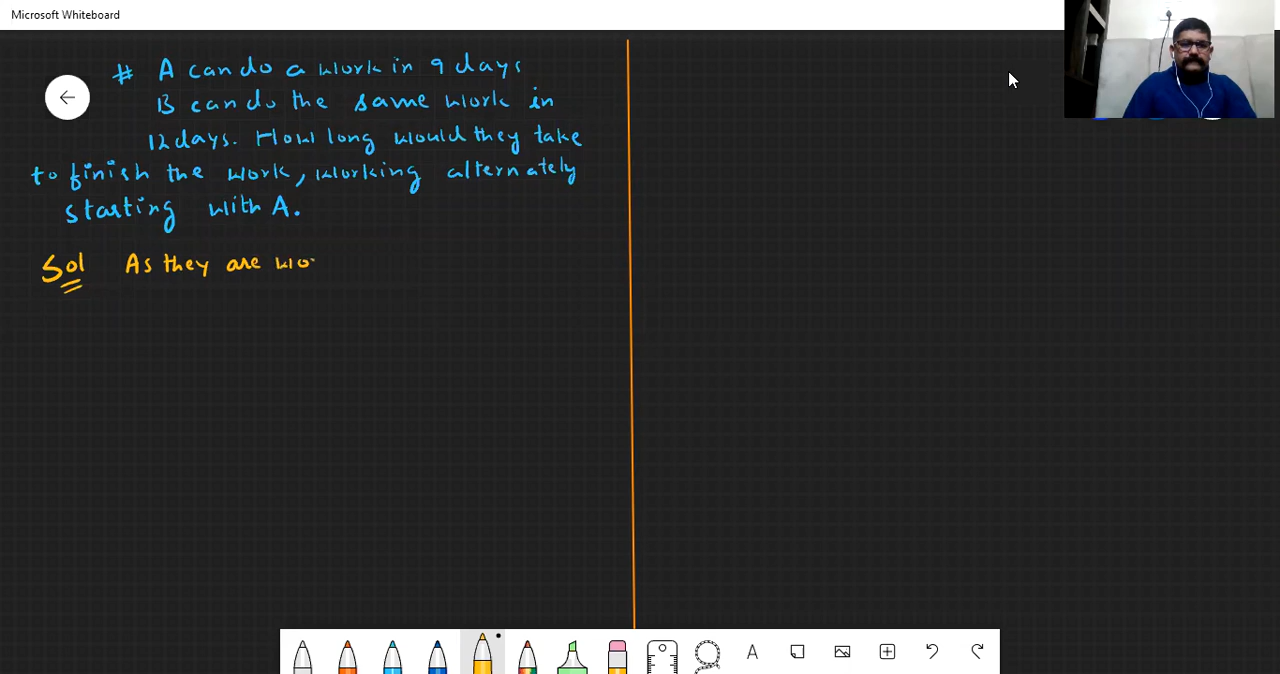 Microsoft Whiteboard
# A can do a work in 9 days
B can do the same work in
12 days. How long would they take
to finish the work, working alternately
starting with A.
Sol As they are wo